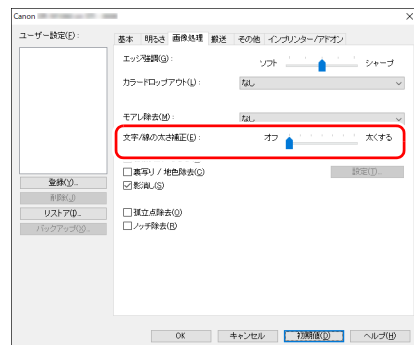 Canon
ユーザー設定(F):
基本 明るさ 画像処理 搬送 その他 インプリンター/アドオン
エッジ強調(G): ソフト シャープ
カラードロップアウト(L): なし
モアレ除去(M): なし
文字/線の太さ補正(E): オフ 太くする
裏写り / 地色除去(C) 設定(T)...
影消し(S)
孤立点除去(O)
ノッチ除去(R)
登録(Y)...
削除(J)
リストア(I)...
バックアップ(X)...
OK キャンセル 初期値(D) ヘルプ(H)